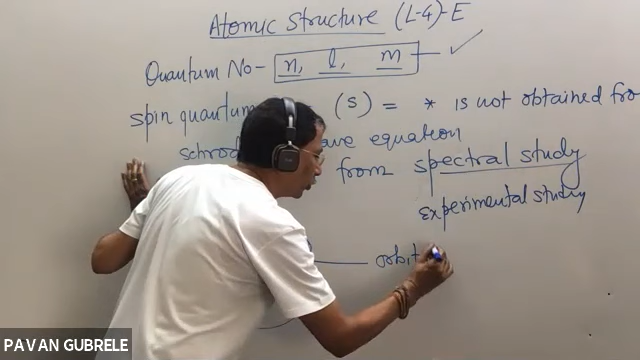 Atomic Structure (L-4)-E
Quantum No- n, l, m
spin quantum (s) = * is not obtained fro
schrod ave equation
from spectral study
Experimental study
orbit
PAVAN GUBRELE